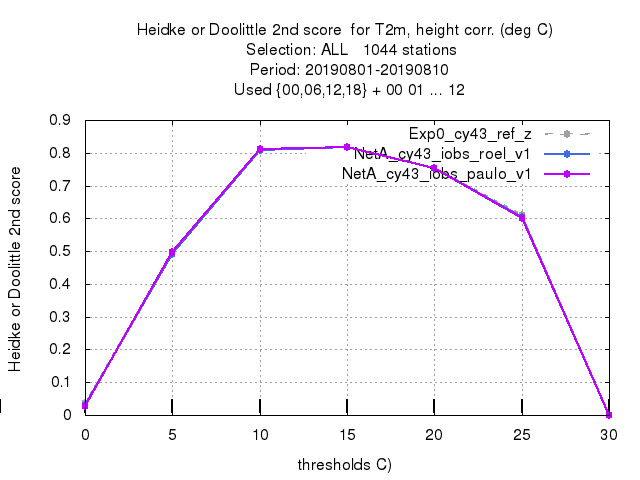 Heidke or Doolittle 2nd score  for T2m, height corr. (deg C)
Selection: ALL   1044 stations
Period: 20190801-20190810
Used {00,06,12,18} + 00 01 ... 12
Exp0_cy43_ref_z
NetA_cy43_iobs_roel_v1
NetA_cy43_iobs_paulo_v1
Heidke or Doolittle 2nd score
0.9
0.8
0.7
0.6
0.5
0.4
0.3
0.2
0.1
0
0 5 10 15 20 25 30
thresholds C)